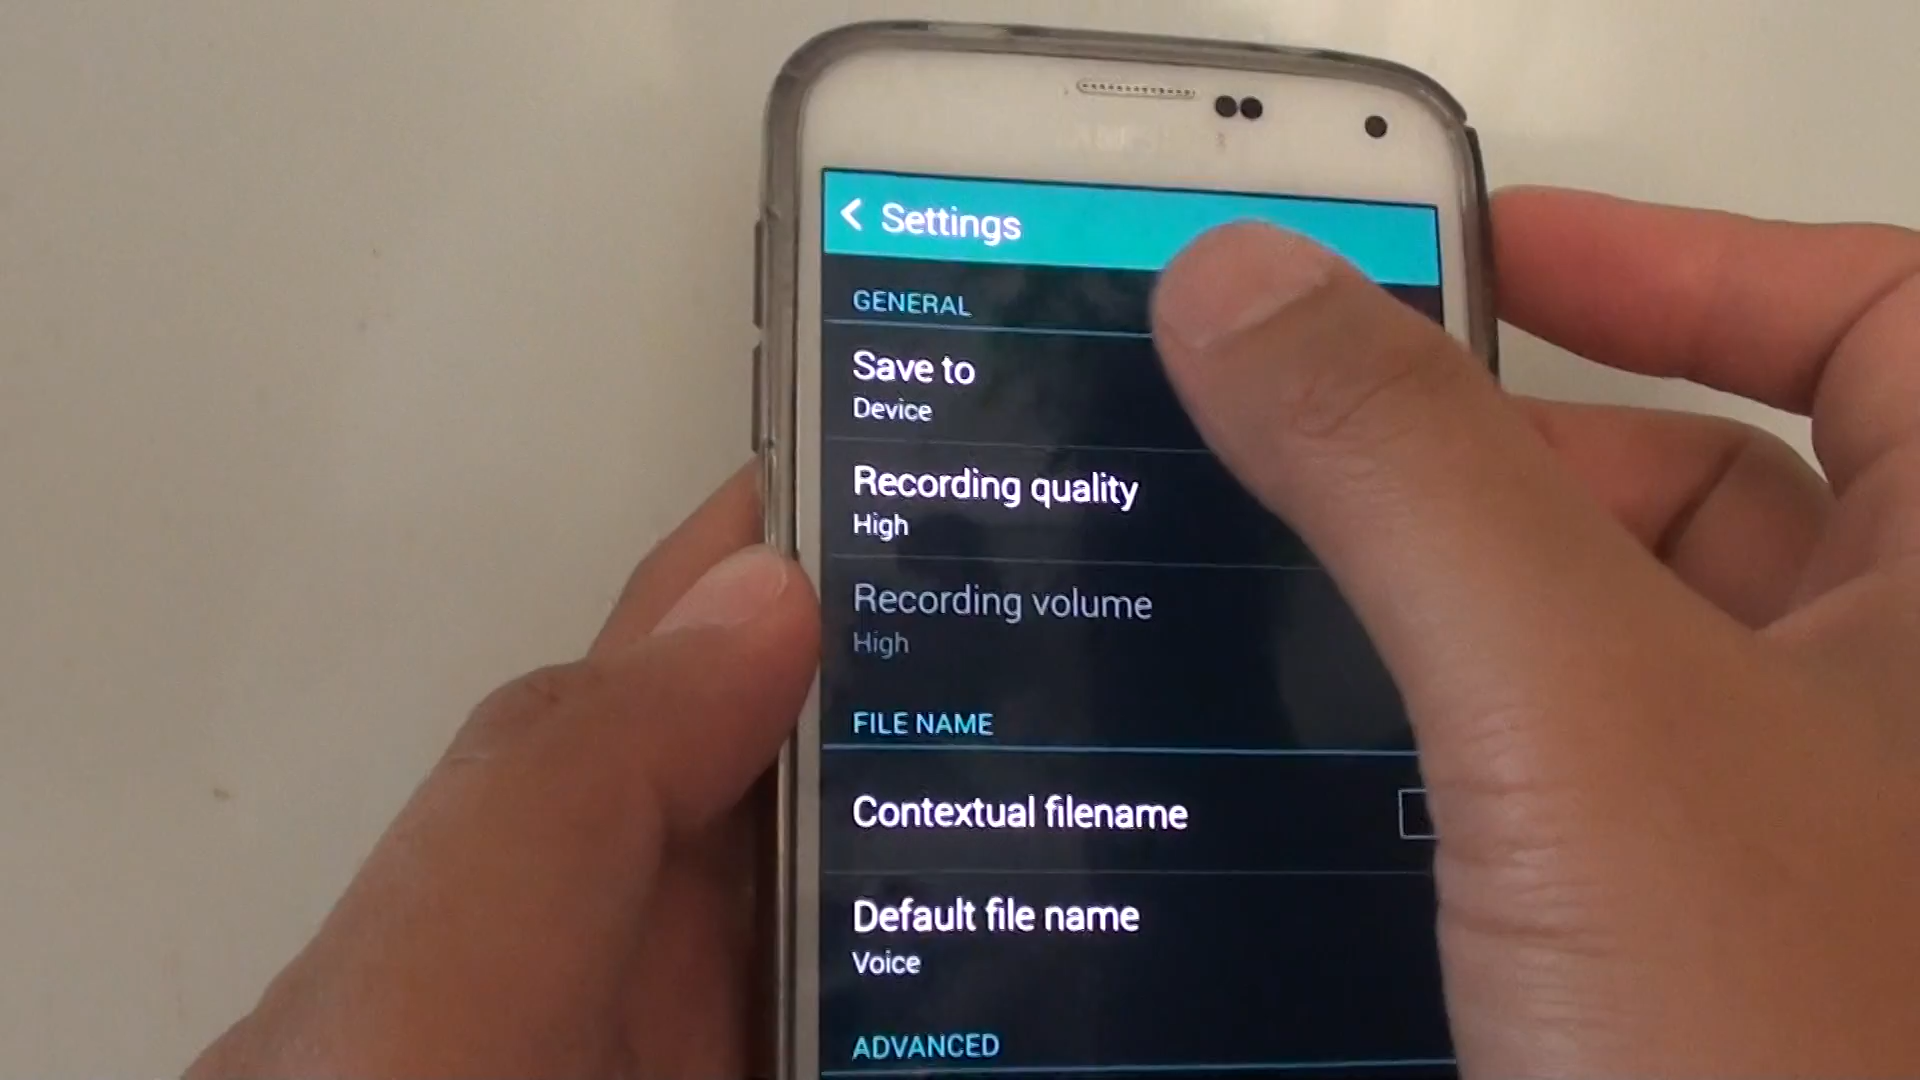 Settings
GENERAL
Save to
Device
Recording quality
High
Recording volume
High
FILE NAME
Contextual filename
Default file name
Voice
ADVANCED